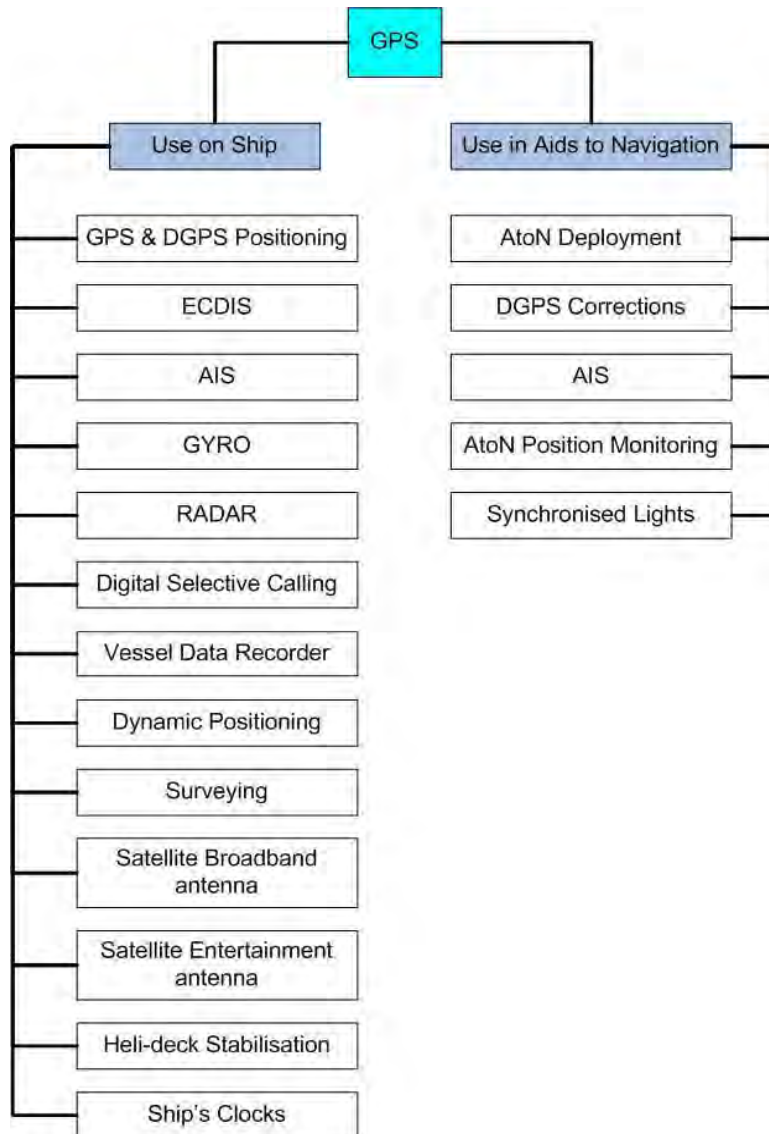 GPS
Use on Ship
Use in Aids to Navigation
GPS & DGPS Positioning
ECDIS
AIS
GYRO
RADAR
Digital Selective Calling
Vessel Data Recorder
Dynamic Positioning
Surveying
Satellite Broadband
antenna
Satellite Entertainment
antenna
Heli-deck Stabilisation
Ship's Clocks
AtoN Deployment
DGPS Corrections
AIS
AtoN Position Monitoring
Synchronised Lights